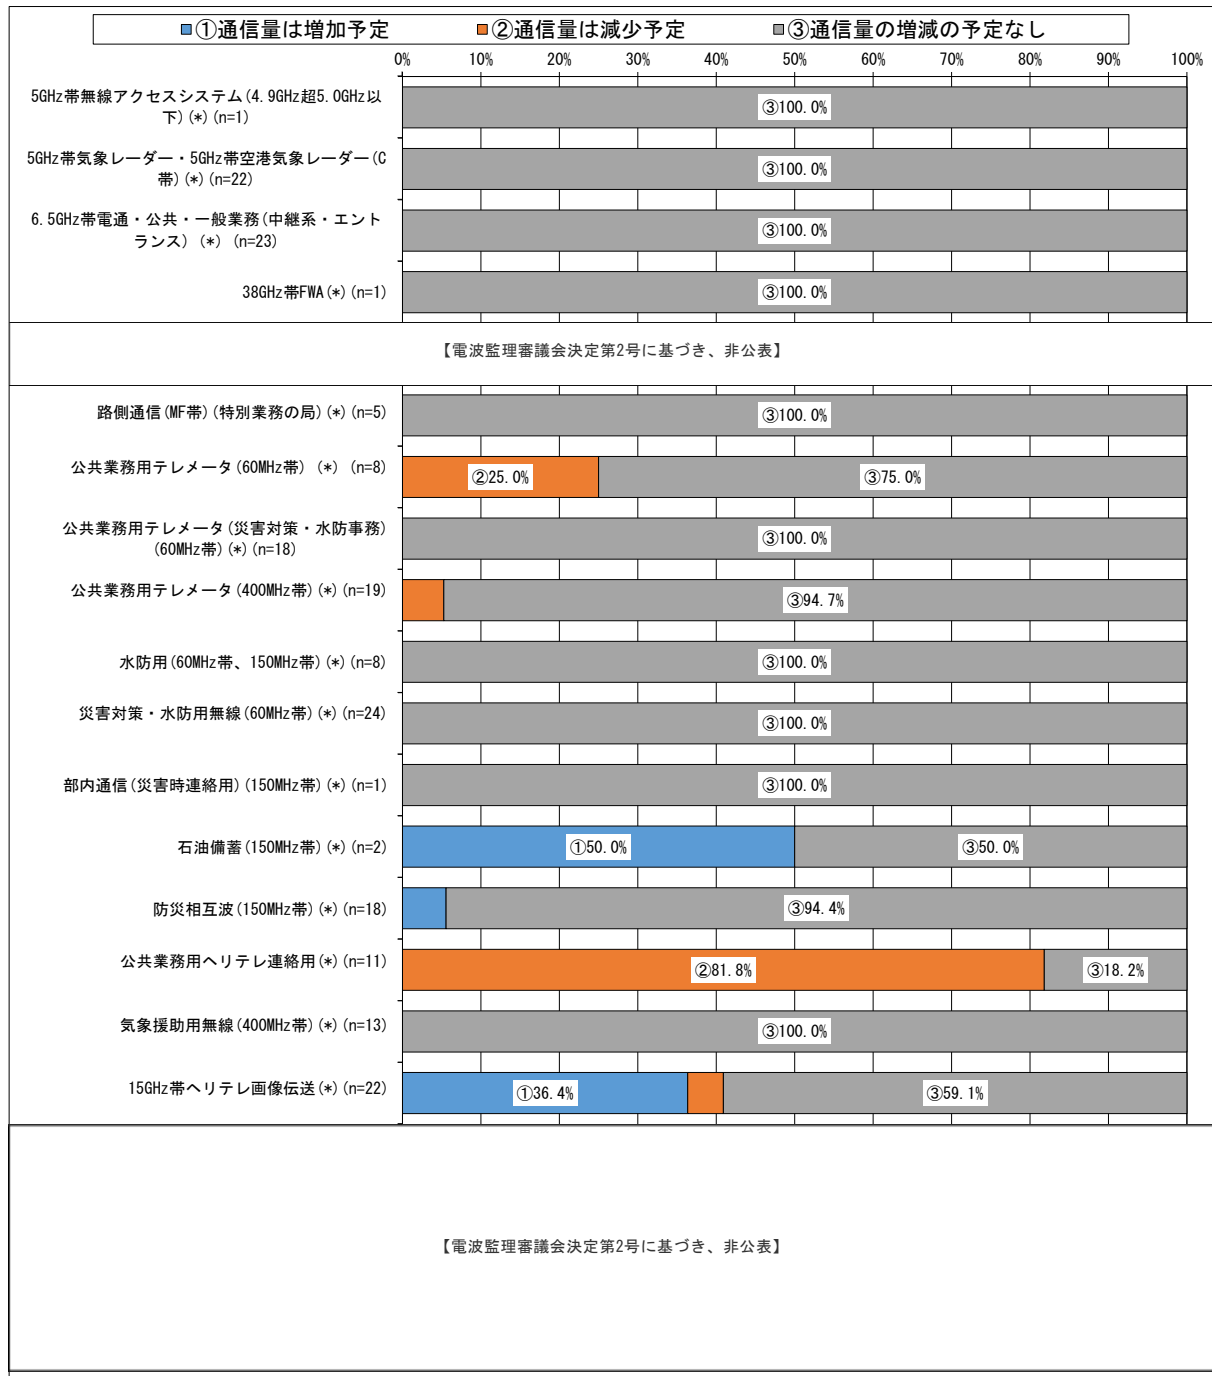 ①通信量は増加予定 ②通信量は減少予定 ③通信量の増減の予定なし
0% 10% 20% 30% 40% 50% 60% 70% 80% 90% 100%
5GHz帯無線アクセスシステム(4.9GHz超5.0GHz以
下)(*)(n=1)
③100.0%
5GHz帯気象レーダー・5GHz帯空港気象レーダー(C
帯)(*)(n=22)
③100.0%
6.5GHz帯電通・公共・一般業務(中継系・エント
ランス)(*)(n=23)
③100.0%
38GHz帯FWA(*)(n=1)
③100.0%
【電波監理審議会決定第2号に基づき、非公表】
路側通信(MF帯)(特別業務の局)(*)(n=5)
③100.0%
公共業務用テレメータ(60MHz帯)(*)(n=8)
②25.0% ③75.0%
公共業務用テレメータ(災害対策・水防事務)
(60MHz帯)(*)(n=18)
③100.0%
公共業務用テレメータ(400MHz帯)(*)(n=19)
③94.7%
水防用(60MHz帯、150MHz帯)(*)(n=8)
③100.0%
災害対策・水防用無線(60MHz帯)(*)(n=24)
③100.0%
部内通信(災害時連絡用)(150MHz帯)(*)(n=1)
③100.0%
石油備蓄(150MHz帯)(*)(n=2)
①50.0% ③50.0%
防災相互波(150MHz帯)(*)(n=18)
③94.4%
公共業務用ヘリテレ連絡用(*)(n=11)
②81.8% ③18.2%
気象援助用無線(400MHz帯)(*)(n=13)
③100.0%
15GHz帯ヘリテレ画像伝送(*)(n=22)
①36.4% ③59.1%
【電波監理審議会決定第2号に基づき、非公表】